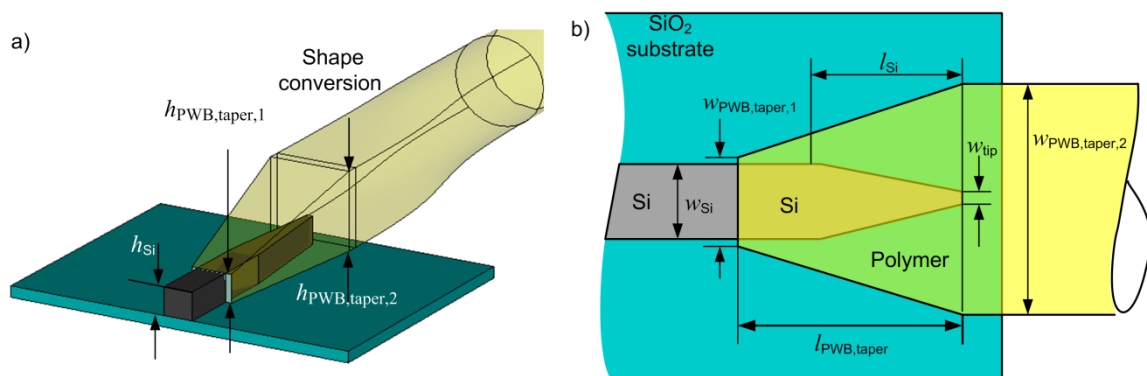 a)
Shape
conversion
hPWB,taper,1
hSi
hPWB,taper,2
b)
SiO2
substrate
lSi
wPWB,taper,1
wPWB,taper,2
wtip
Si
wSi
Si
Polymer
lPWB,taper